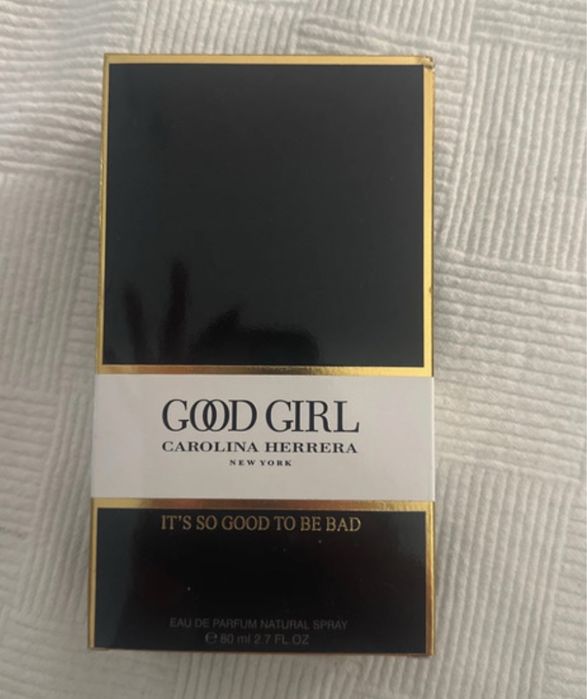 GOOD GIRL
CAROLINA HERRERA
NEW YORK
IT'S SO GOOD TO BE BAD
EAU DE PARFUM NATURAL SPRAY
℮ 80 ml 2.7 FL.OZ